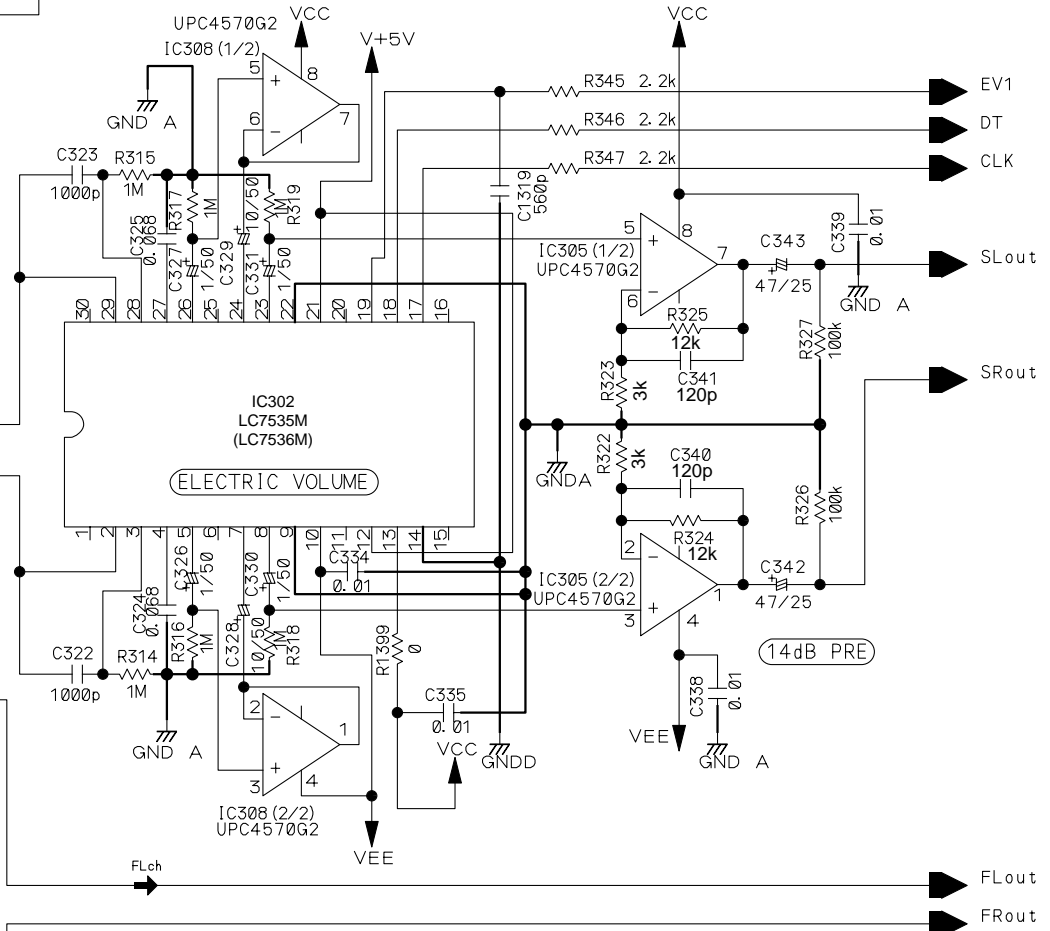 UPC4570G2
IC308(1/2)
VCC
V+5V
VCC
5
+
6
−
8
7
GND A
R345 2.2k
EV1
R346 2.2k
DT
R347 2.2k
CLK
C323
1000p
R315
1M
R317
1M
C325
0.068
C327
1/50
C329
10/50
C331
1/50
R319
1M
C1319
560p
5
+
6
−
8
7
IC305(1/2)
UPC4570G2
C343
+
47/25
C339
0.01
SLout
GND A
R325
12k
C341
120p
R323
3k
R327
100k
SRout
30
29
28
27
26
25
24
23
22
21
20
19
18
17
16
IC302
LC7535M
(LC7536M)
ELECTRIC VOLUME
1
2
3
4
5
6
7
8
9
10
11
12
13
14
15
GNDA
R322
3k
C340
120p
R324
12k
R326
100k
C334
0.01
C326
1/50
C324
0.068
C330
1/50
C328
10/50
R316
1M
R318
1M
IC305(2/2)
UPC4570G2
2
−
3
+
1
4
C342
+
47/25
14dB PRE
C322
1000p
R314
1M
R1399
0
C335
0.01
VCC
GNDD
C338
0.01
VEE
GND A
GND A
2
−
3
+
1
4
IC308(2/2)
UPC4570G2
VEE
FLch
FLout
FRout